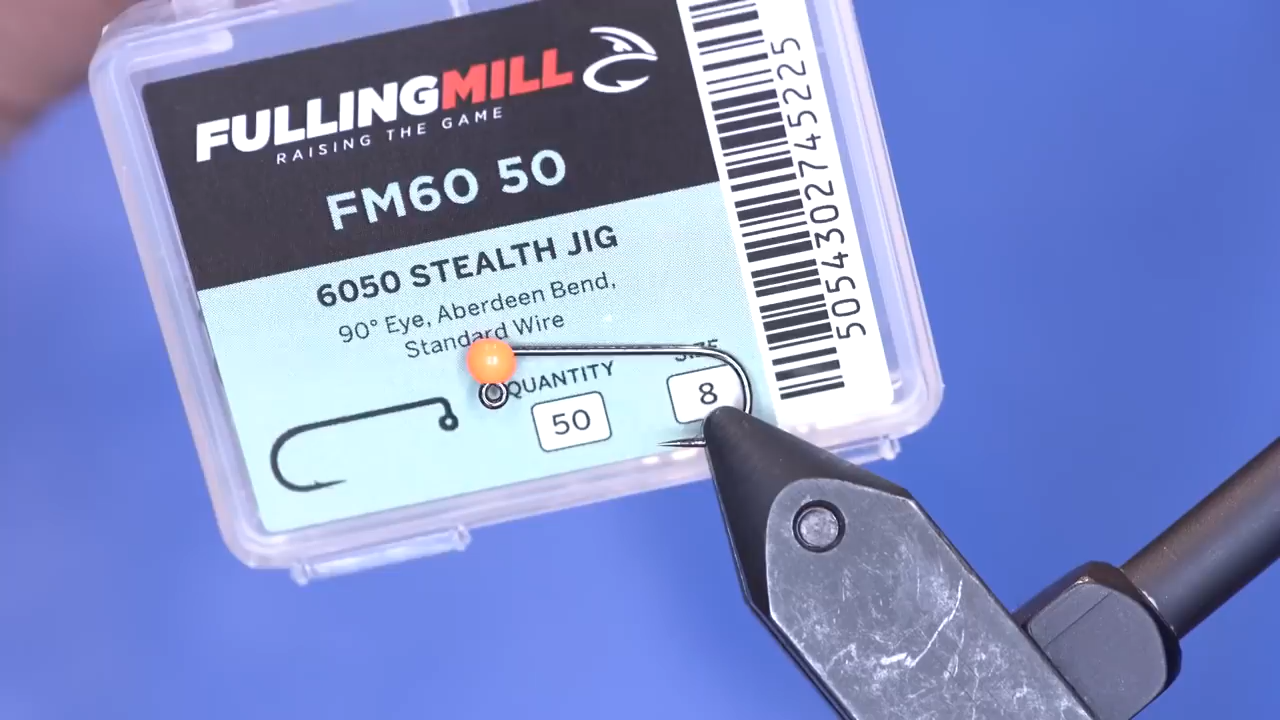 FULLINGMILL
RAISING THE GAME
FM60 50
6050 STEALTH JIG
90° Eye, Aberdeen Bend,
Standard Wire
QUANTITY
50
SIZE
8
5054302745225